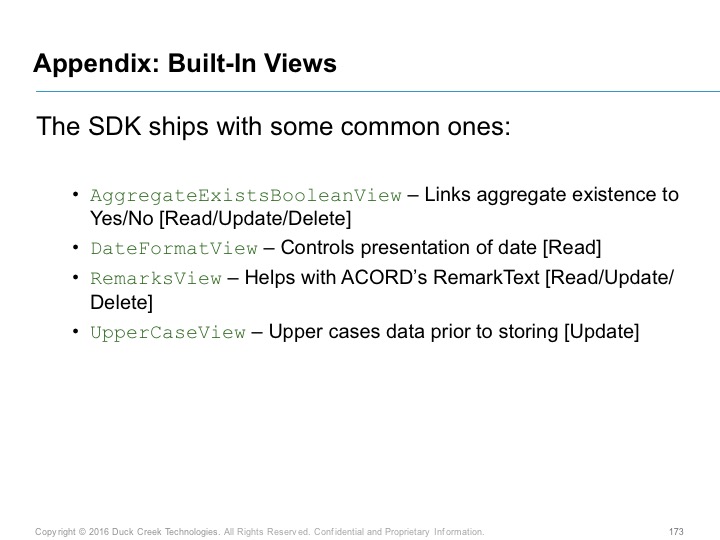 Appendix: Built-In Views
The SDK ships with some common ones:
• AggregateExistsBooleanView – Links aggregate existence to
Yes/No [Read/Update/Delete]
• DateFormatView – Controls presentation of date [Read]
• RemarksView – Helps with ACORD’s RemarkText [Read/Update/
Delete]
• UpperCaseView – Upper cases data prior to storing [Update]
Copyright © 2016 Duck Creek Technologies. All Rights Reserved. Confidential and Proprietary Information. 173